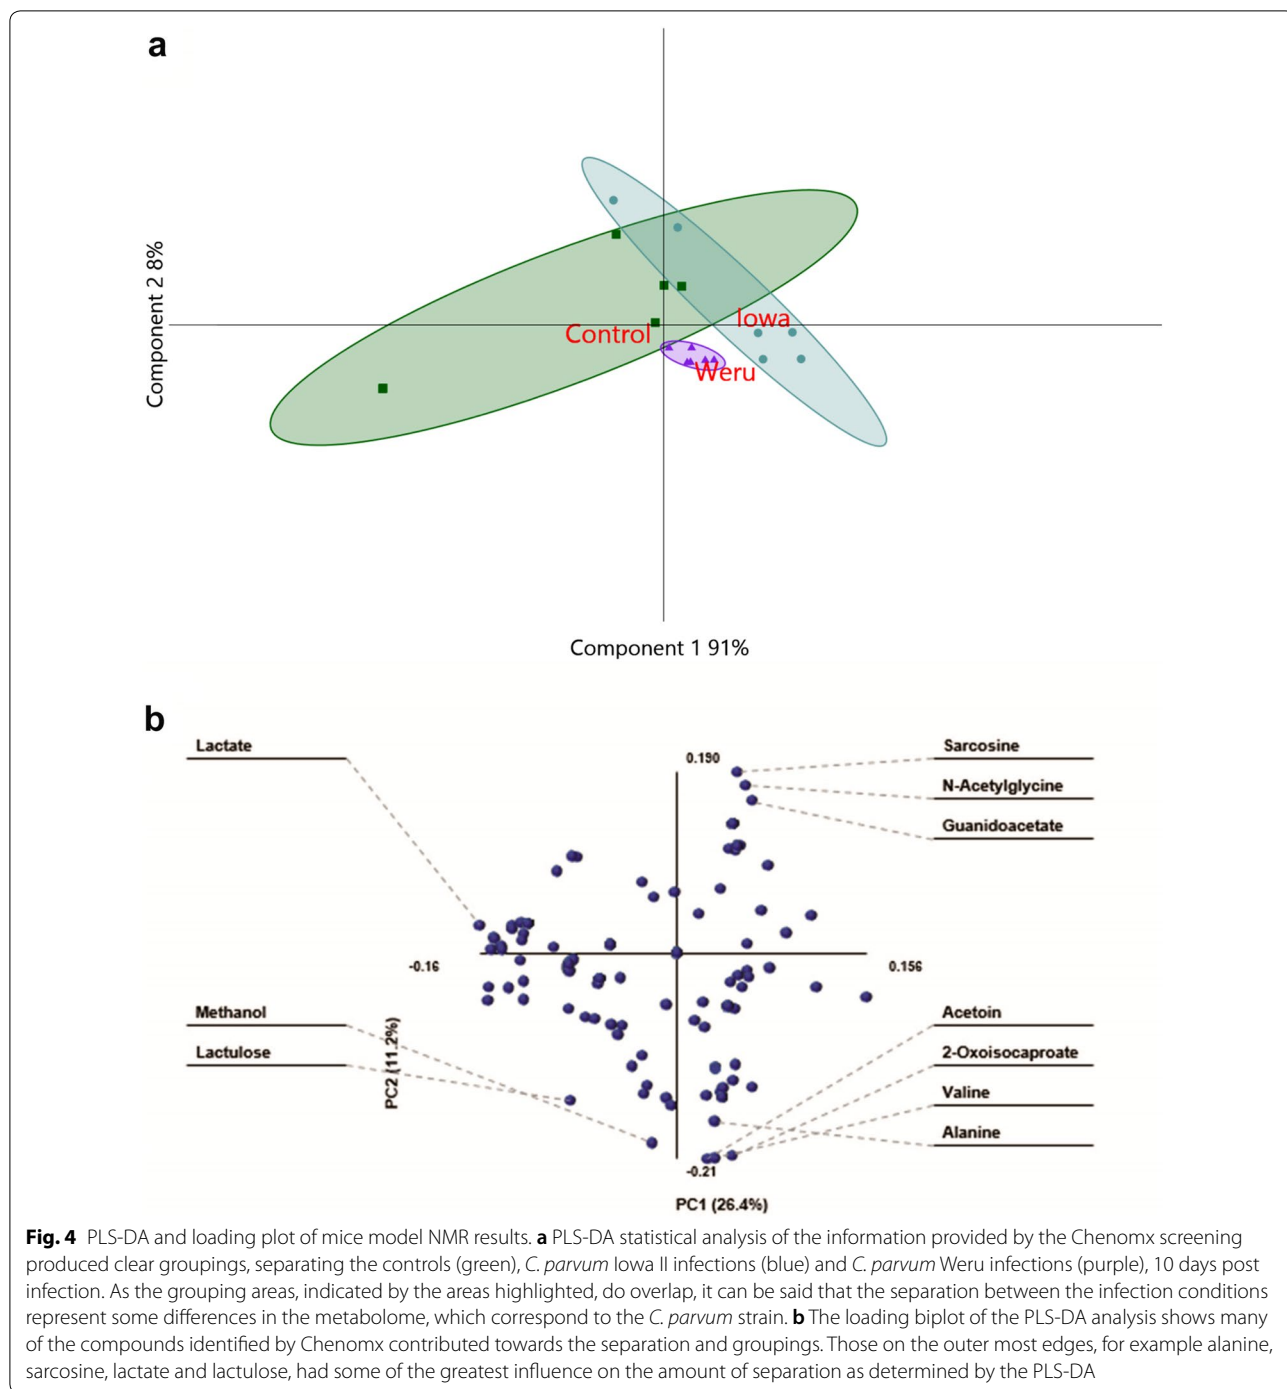 a
Component 2 8%
Iowa
Control
Weru
Component 1 91%
b
Lactate
0.190
Sarcosine
N-Acetylglycine
Guanidoacetate
-0.16
0.156
Methanol
Lactulose
PC2 (11.2%)
Acetoin
2-Oxoisocaproate
Valine
Alanine
-0.21
PC1 (26.4%)
Fig. 4 PLS-DA and loading plot of mice model NMR results. a PLS-DA statistical analysis of the information provided by the Chenomx screening
produced clear groupings, separating the controls (green), C. parvum Iowa II infections (blue) and C. parvum Weru infections (purple), 10 days post
infection. As the grouping areas, indicated by the areas highlighted, do overlap, it can be said that the separation between the infection conditions
represent some differences in the metabolome, which correspond to the C. parvum strain. b The loading biplot of the PLS-DA analysis shows many
of the compounds identified by Chenomx contributed towards the separation and groupings. Those on the outer most edges, for example alanine,
sarcosine, lactate and lactulose, had some of the greatest influence on the amount of separation as determined by the PLS-DA